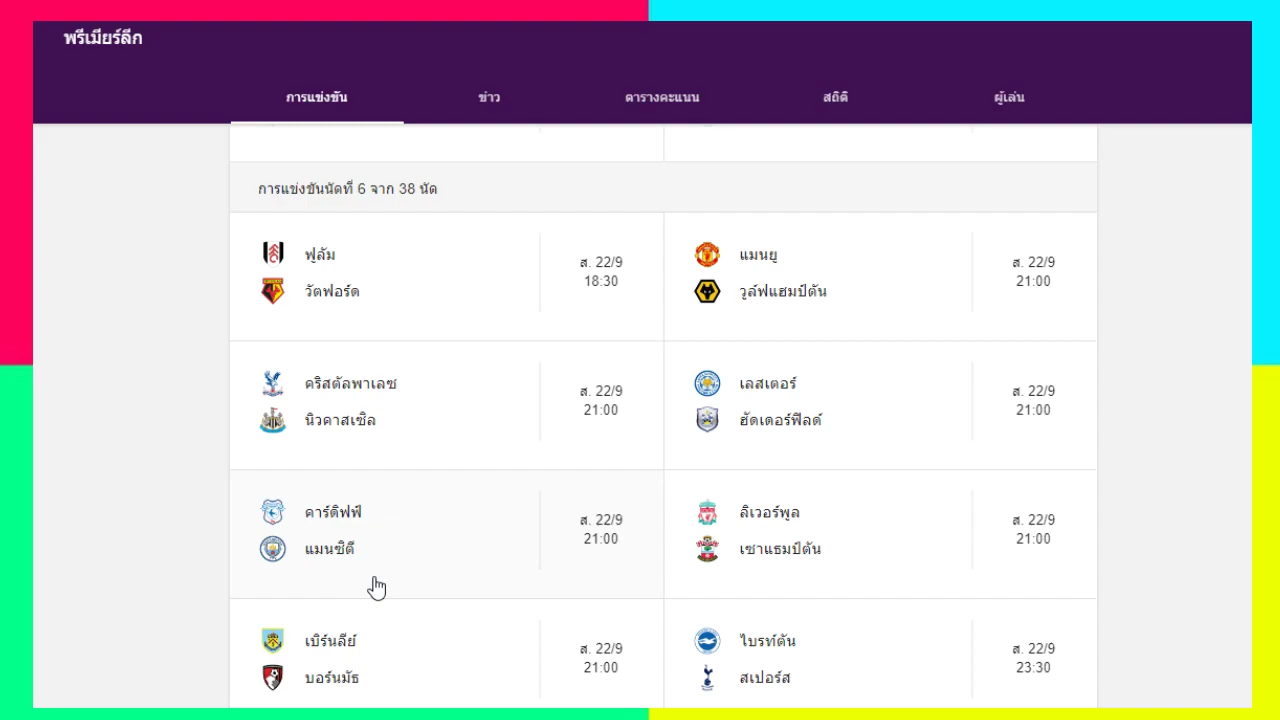 พรีเมียร์ลีก
การแข่งขัน ข่าว ตารางคะแนน สถิติ ผู้เล่น
การแข่งขันนัดที่ 6 จาก 38 นัด
ฟูลัม
วัตฟอร์ด
ส. 22/9
18:30
แมนยู
วูล์ฟแฮมป์ตัน
ส. 22/9
21:00
คริสตัลพาเลซ
นิวคาสเซิล
ส. 22/9
21:00
เลสเตอร์
ฮัดเดอร์ฟีลด์
ส. 22/9
21:00
คาร์ดิฟฟ์
แมนซิตี
ส. 22/9
21:00
ลิเวอร์พูล
เซาแธมป์ตัน
ส. 22/9
21:00
เบิร์นลีย์
บอร์นมัธ
ส. 22/9
21:00
ไบรท์ตัน
สเปอร์ส
ส. 22/9
23:30